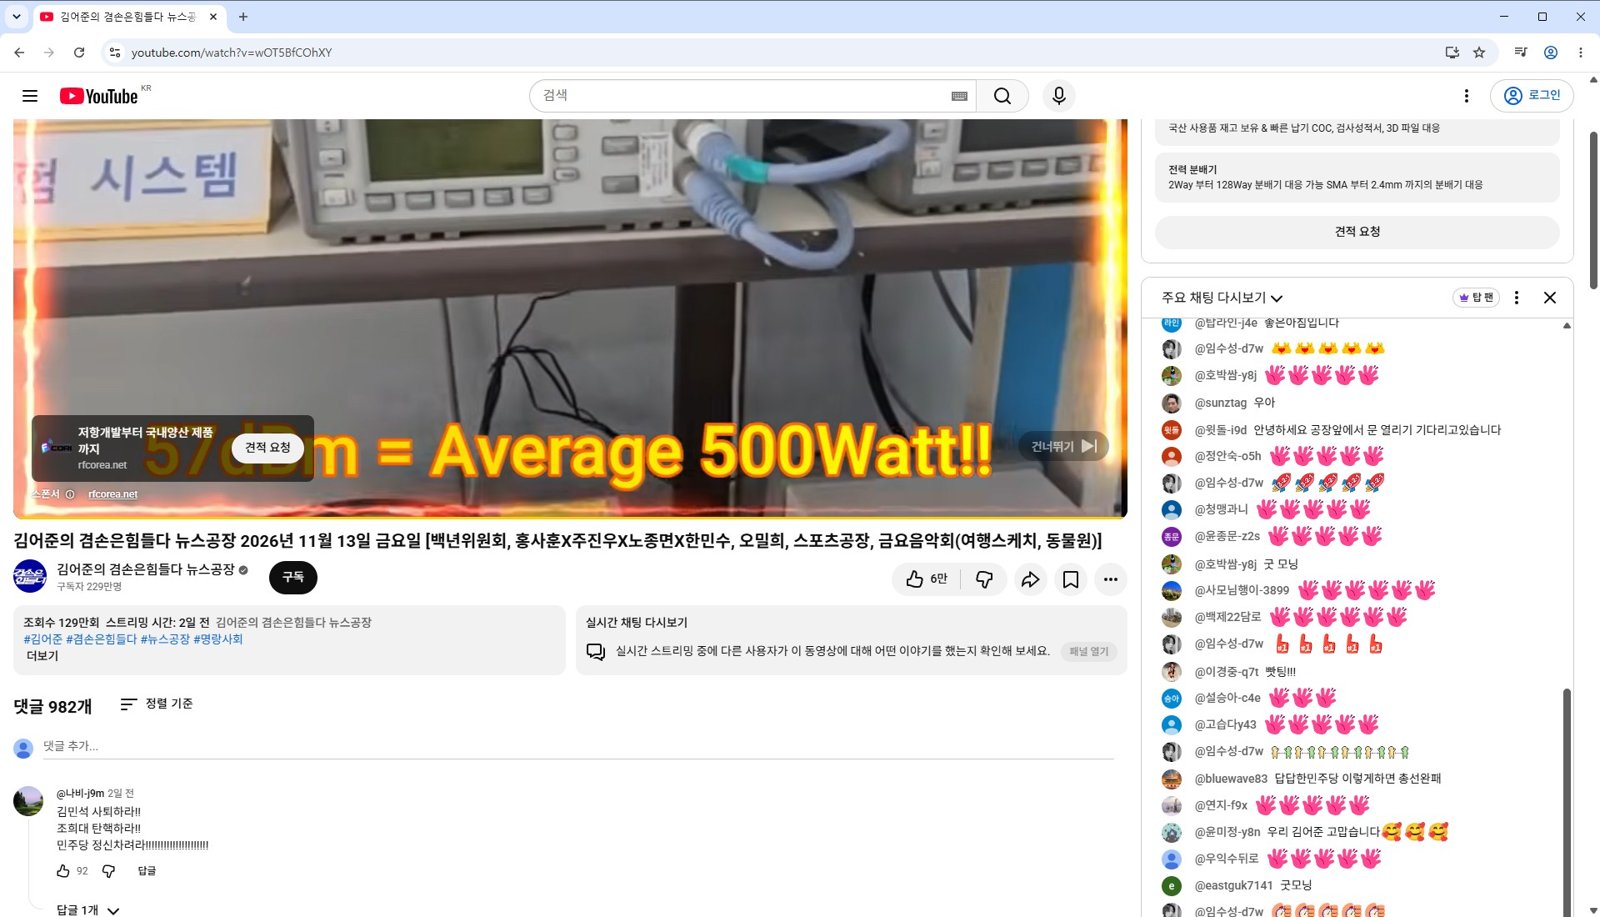 김어준의 겸손은힘들다 뉴스공
youtube.com/watch?v=wOT5BfCOhXY
YouTube KR
검색
로그인
험 시스템
57dBm = Average 500Watt!!
저항개발부터 국내양산 제품
까지
rfcorea.net
견적 요청
건너뛰기
스폰서 rfcorea.net
김어준의 겸손은힘들다 뉴스공장 2026년 11월 13일 금요일 [백년위원회, 홍사훈X주진우X노종면X한민수, 오밀희, 스포츠공장, 금요음악회(여행스케치, 동물원)]
김어준의 겸손은힘들다 뉴스공장
구독자 229만명
구독
6만
조회수 129만회 스트리밍 시간: 2일 전 김어준의 겸손은힘들다 뉴스공장
#김어준 #겸손은힘들다 #뉴스공장 #명랑사회
더보기
실시간 채팅 다시보기
실시간 스트리밍 중에 다른 사용자가 이 동영상에 대해 어떤 이야기를 했는지 확인해 보세요.
패널 열기
댓글 982개
정렬 기준
댓글 추가...
@나비-j9m 2일 전
김민석 사퇴하라!!
조희대 탄핵하라!!
민주당 정신차려라!!!!!!!!!!!!!!!!!!!!!
92
답글
답글 1개
국산 사용품 재고 보유 & 빠른 납기 COC, 검사성적서, 3D 파일 대응
전력 분배기
2Way 부터 128Way 분배기 대응 가능 SMA 부터 2.4mm 까지의 분배기 대응
견적 요청
주요 채팅 다시보기
탑 팬
@탑라인-j4e 좋은아침입니다
@임수성-d7w
@호박쌈-y8j
@sunztag 우아
@윗돌-i9d 안녕하세요 공장앞에서 문 열리기 기다리고있습니다
@정안숙-o5h
@임수성-d7w
@청맹과니
@윤종문-z2s
@호박쌈-y8j 굿 모닝
@사모님행이-3899
@백제22담로
@임수성-d7w
@이경중-q7t 빳팅!!!
@설승아-c4e
@고습다y43
@임수성-d7w
@bluewave83 답답한민주당 이렇게하면 총선완패
@연지-f9x
@윤미정-y8n 우리 김어준 고맙습니다
@우익수뒤로
@eastguk7141 굿모닝
@임수성-d7w